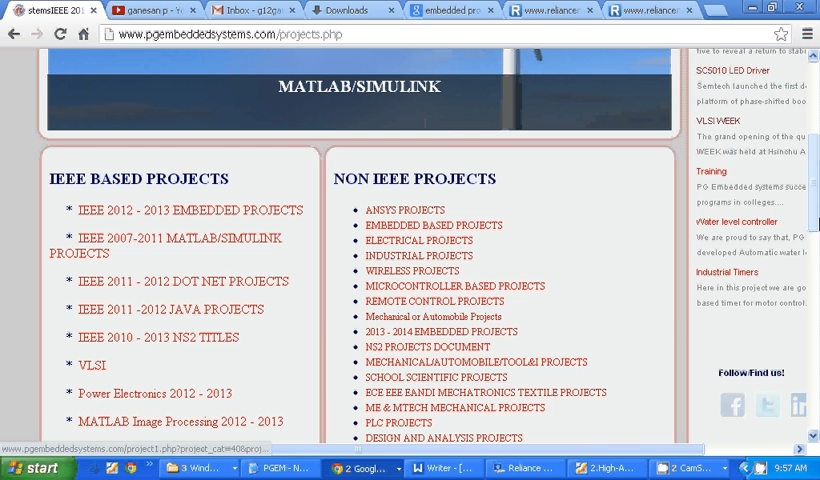 stemsIEEE 201
ganesan p - Yo
Inbox - g12ga
Downloads
embedded pro
www.reliance
www.reliance
www.pgembeddedsystems.com/projects.php
MATLAB/SIMULINK
IEEE BASED PROJECTS
* IEEE 2012 - 2013 EMBEDDED PROJECTS
* IEEE 2007-2011 MATLAB/SIMULINK
PROJECTS
* IEEE 2011 - 2012 DOT NET PROJECTS
* IEEE 2011 -2012 JAVA PROJECTS
* IEEE 2010 - 2013 NS2 TITLES
* VLSI
* Power Electronics 2012 - 2013
* MATLAB Image Processing 2012 - 2013
NON IEEE PROJECTS
• ANSYS PROJECTS
• EMBEDDED BASED PROJECTS
• ELECTRICAL PROJECTS
• INDUSTRIAL PROJECTS
• WIRELESS PROJECTS
• MICROCONTROLLER BASED PROJECTS
• REMOTE CONTROL PROJECTS
• Mechanical or Automobile Projects
• 2013 - 2014 EMBEDDED PROJECTS
• NS2 PROJECTS DOCUMENT
• MECHANICAL/AUTOMOBILE/TOOL&I PROJECTS
• SCHOOL SCIENTIFIC PROJECTS
• ECE EEE EANDI MECHATRONICS TEXTILE PROJECTS
• ME & MTECH MECHANICAL PROJECTS
• PLC PROJECTS
• DESIGN AND ANALYSIS PROJECTS
tive to reveal a return to stabi
SC5010 LED Driver
Semtech launched the first de
platform of phase-shifted boo
VLSI WEEK
The grand opening of the qu
WEEK was held at Hsinchu A
Training
PG Embedded systems succe
programs in colleges....
Water level controller
We are proud to say that, PG
developed Automatic water l
Industrial Timers
Here in this project we are go
based timer for motor control.
Follow/Find us!
www.pgembeddedsystems.com/project1.php?project_cat=40&proj...
start
3 Wind...
PGEM - N...
2 Googl...
Writer - [...
Reliance ...
2.High-A...
2 CamS...
9:57 AM